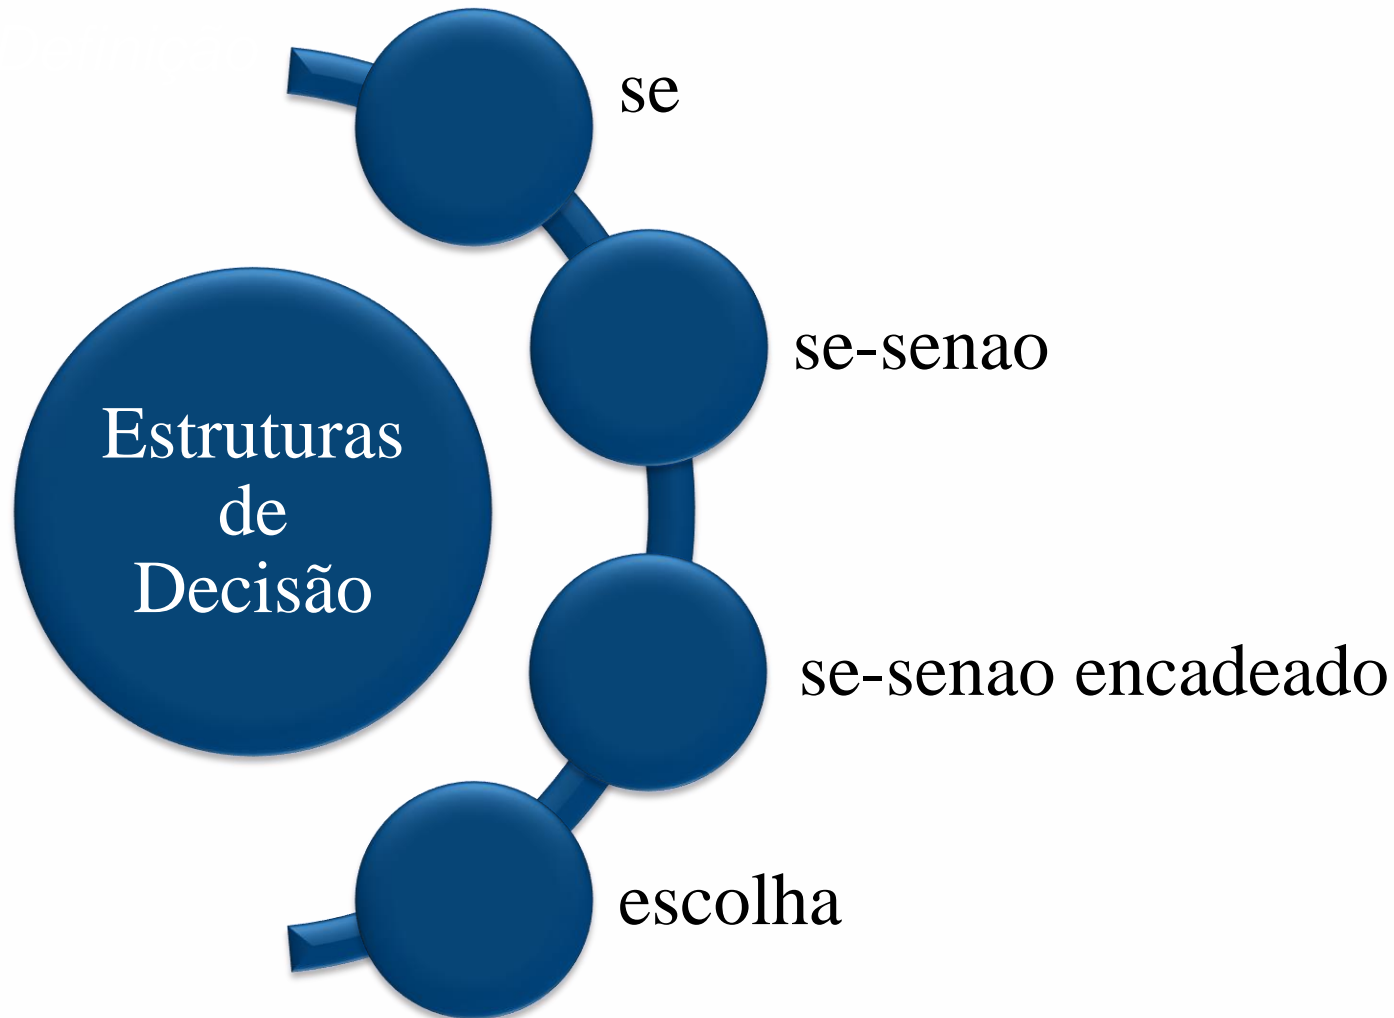 se
se-senao
Estruturas
de
Decisão
se-senao encadeado
escolha